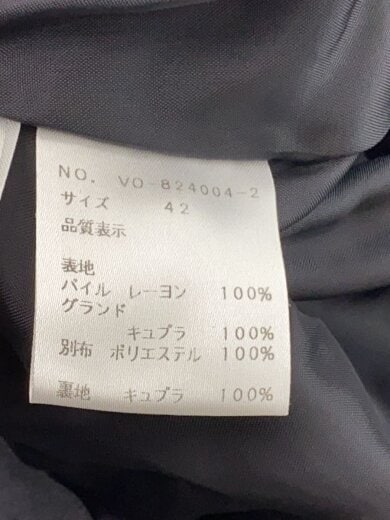 NO. VO-824004-2
サイズ 42
品質表示
表地
パイル レーヨン 100%
グランド
キュプラ 100%
別布 ポリエステル 100%
裏地 キュプラ 100%